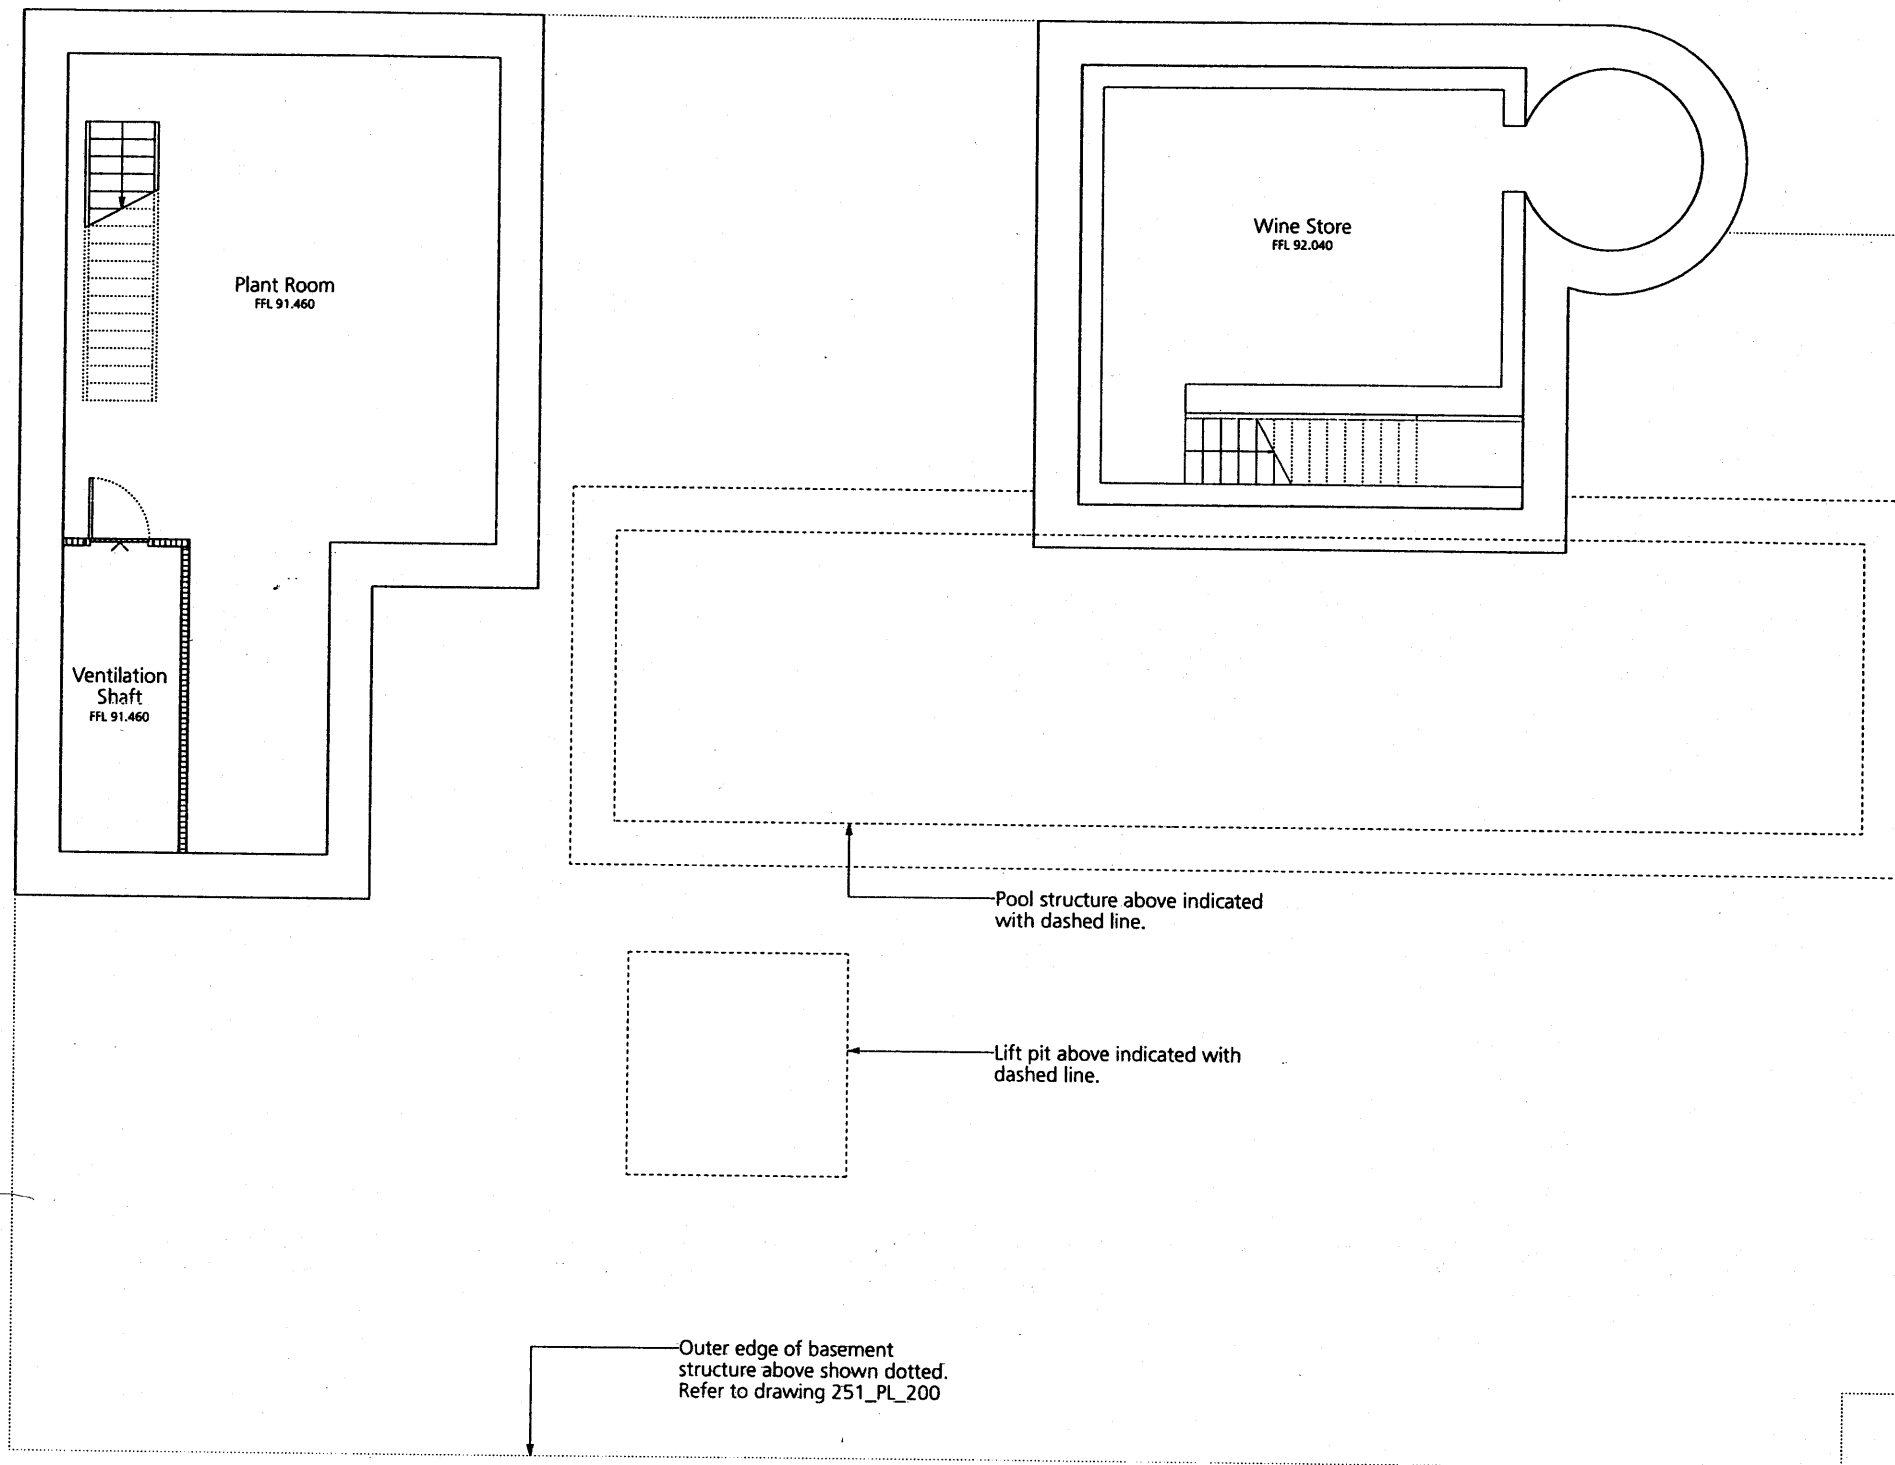 Plant Room
FFL 91.460
Wine Store
FFL 92.040
Ventilation
Shaft
FFL 91.460
Pool structure above indicated
with dashed line.
Lift pit above indicated with
dashed line.
Outer edge of basement
structure above shown dotted.
Refer to drawing 251_PL_200